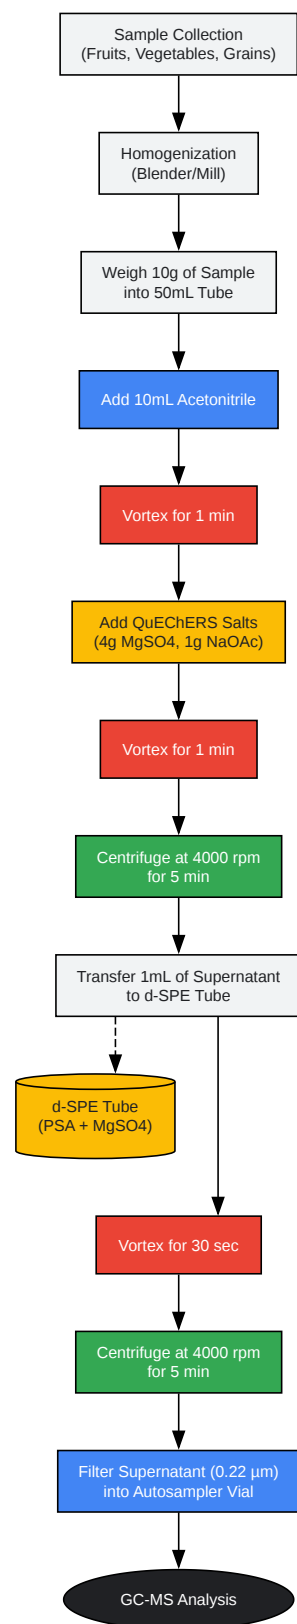 Sample Collection
(Fruits, Vegetables, Grains)
Homogenization
(Blender/Mill)
Weigh 10g of Sample
into 50mL Tube
Add 10mL Acetonitrile
Vortex for 1 min
Add QuEChERS Salts
(4g MgSO4, 1g NaOAc)
Vortex for 1 min
Centrifuge at 4000 rpm
for 5 min
Transfer 1mL of Supernatant
to d-SPE Tube
d-SPE Tube
(PSA + MgSO4)
Vortex for 30 sec
Centrifuge at 4000 rpm
for 5 min
Filter Supernatant (0.22 µm)
into Autosampler Vial
GC-MS Analysis